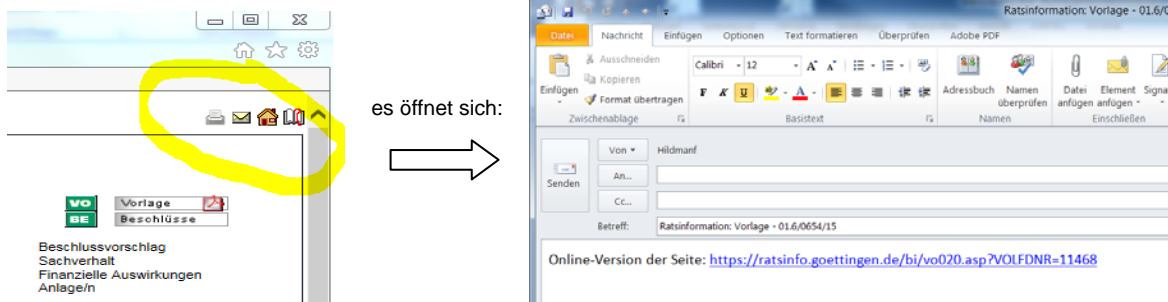 VO Vorlage
BE Beschlüsse
Beschlussvorschlag
Sachverhalt
Finanzielle Auswirkungen
Anlage/n
es öffnet sich:
Ratsinformation: Vorlage - 01.6/0
Datei Nachricht Einfügen Optionen Text formatieren Überprüfen Adobe PDF
Ausschneiden
Kopieren
Format übertragen
Einfügen
Zwischenablage
Calibri 12
F K U
Basistext
Adressbuch Namen überprüfen
Namen
Datei anfügen Element anfügen Signa
Einschließen
Senden
Von Hildmanf
An...
Cc...
Betreff: Ratsinformation: Vorlage - 01.6/0654/15
Online-Version der Seite: https://ratsinfo.goettingen.de/bi/vo020.asp?VOLFDNR=11468